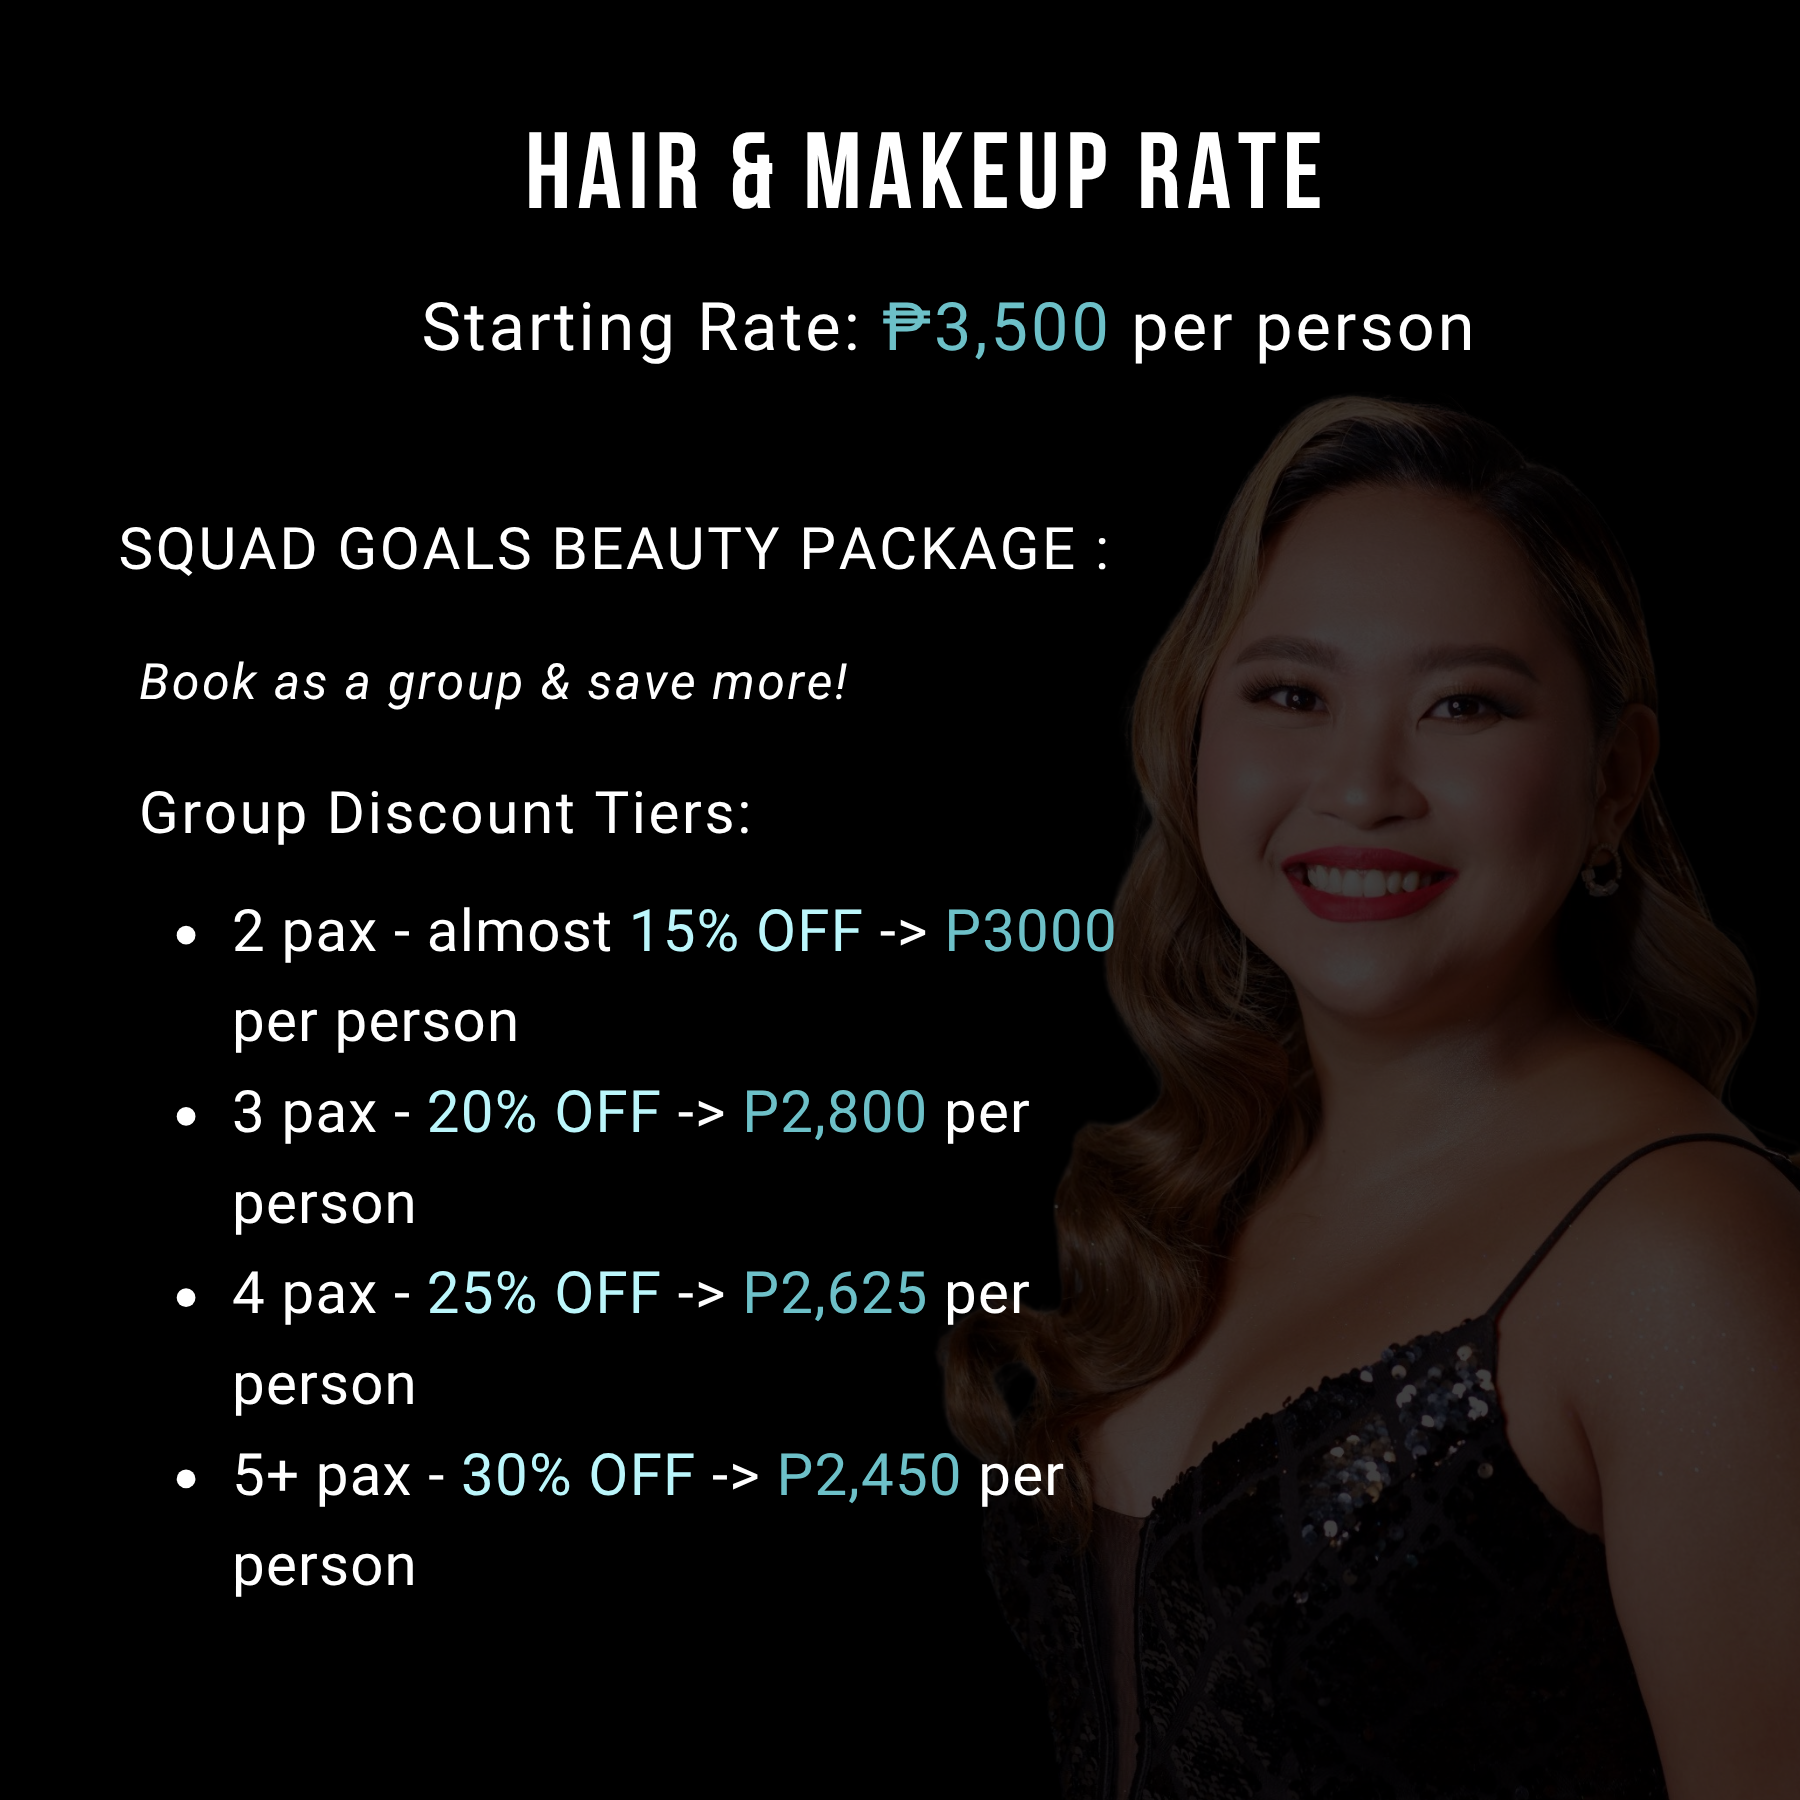 HAIR & MAKEUP RATE
Starting Rate: ₱3,500 per person
SQUAD GOALS BEAUTY PACKAGE :
Book as a group & save more!
Group Discount Tiers:
• 2 pax - almost 15% OFF -> P3000
per person
• 3 pax - 20% OFF -> P2,800 per
person
• 4 pax - 25% OFF -> P2,625 per
person
• 5+ pax - 30% OFF -> P2,450 per
person